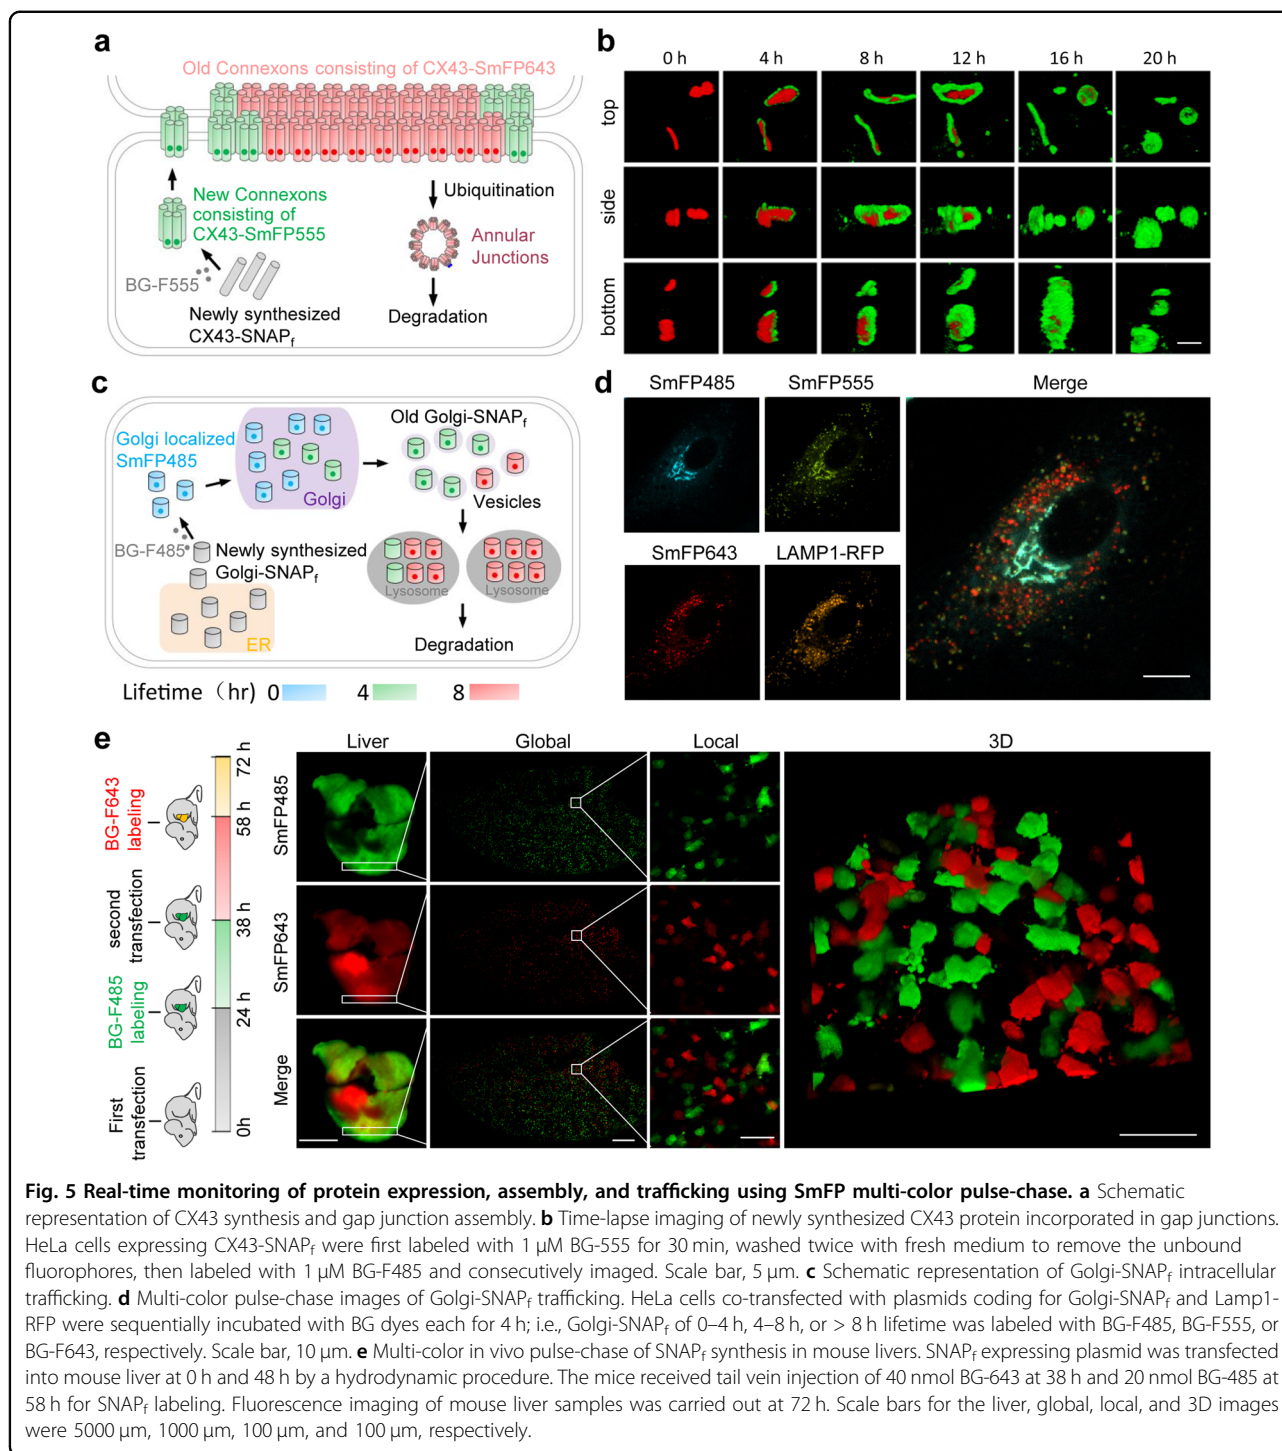 a
Old Connexons consisting of CX43-SmFP643
New Connexons
consisting of
CX43-SmFP555
BG-F555
Newly synthesized
CX43-SNAPf
Ubiquitination
Annular
Junctions
Degradation
b
0 h 4 h 8 h 12 h 16 h 20 h
top
side
bottom
c
Golgi localized
SmFP485
Golgi
Old Golgi-SNAPf
Vesicles
BG-F485
Newly synthesized
Golgi-SNAPf
ER
Lysosome
Lysosome
Degradation
Lifetime (hr) 0 4 8
d
SmFP485 SmFP555 Merge
SmFP643 LAMP1-RFP
e
BG-F643
labeling
second
transfection
BG-F485
labeling
First
transfection
72 h
58 h
38 h
24 h
0h
Liver Global Local 3D
SmFP485
SmFP643
Merge
Fig. 5 Real-time monitoring of protein expression, assembly, and trafficking using SmFP multi-color pulse-chase. a Schematic
representation of CX43 synthesis and gap junction assembly. b Time-lapse imaging of newly synthesized CX43 protein incorporated in gap junctions.
HeLa cells expressing CX43-SNAPf were first labeled with 1 μM BG-555 for 30 min, washed twice with fresh medium to remove the unbound
fluorophores, then labeled with 1 μM BG-F485 and consecutively imaged. Scale bar, 5 μm. c Schematic representation of Golgi-SNAPf intracellular
trafficking. d Multi-color pulse-chase images of Golgi-SNAPf trafficking. HeLa cells co-transfected with plasmids coding for Golgi-SNAPf and Lamp1-
RFP were sequentially incubated with BG dyes each for 4 h; i.e., Golgi-SNAPf of 0–4 h, 4–8 h, or > 8 h lifetime was labeled with BG-F485, BG-F555, or
BG-F643, respectively. Scale bar, 10 μm. e Multi-color in vivo pulse-chase of SNAPf synthesis in mouse livers. SNAPf expressing plasmid was transfected
into mouse liver at 0 h and 48 h by a hydrodynamic procedure. The mice received tail vein injection of 40 nmol BG-643 at 38 h and 20 nmol BG-485 at
58 h for SNAPf labeling. Fluorescence imaging of mouse liver samples was carried out at 72 h. Scale bars for the liver, global, local, and 3D images
were 5000 μm, 1000 μm, 100 μm, and 100 μm, respectively.